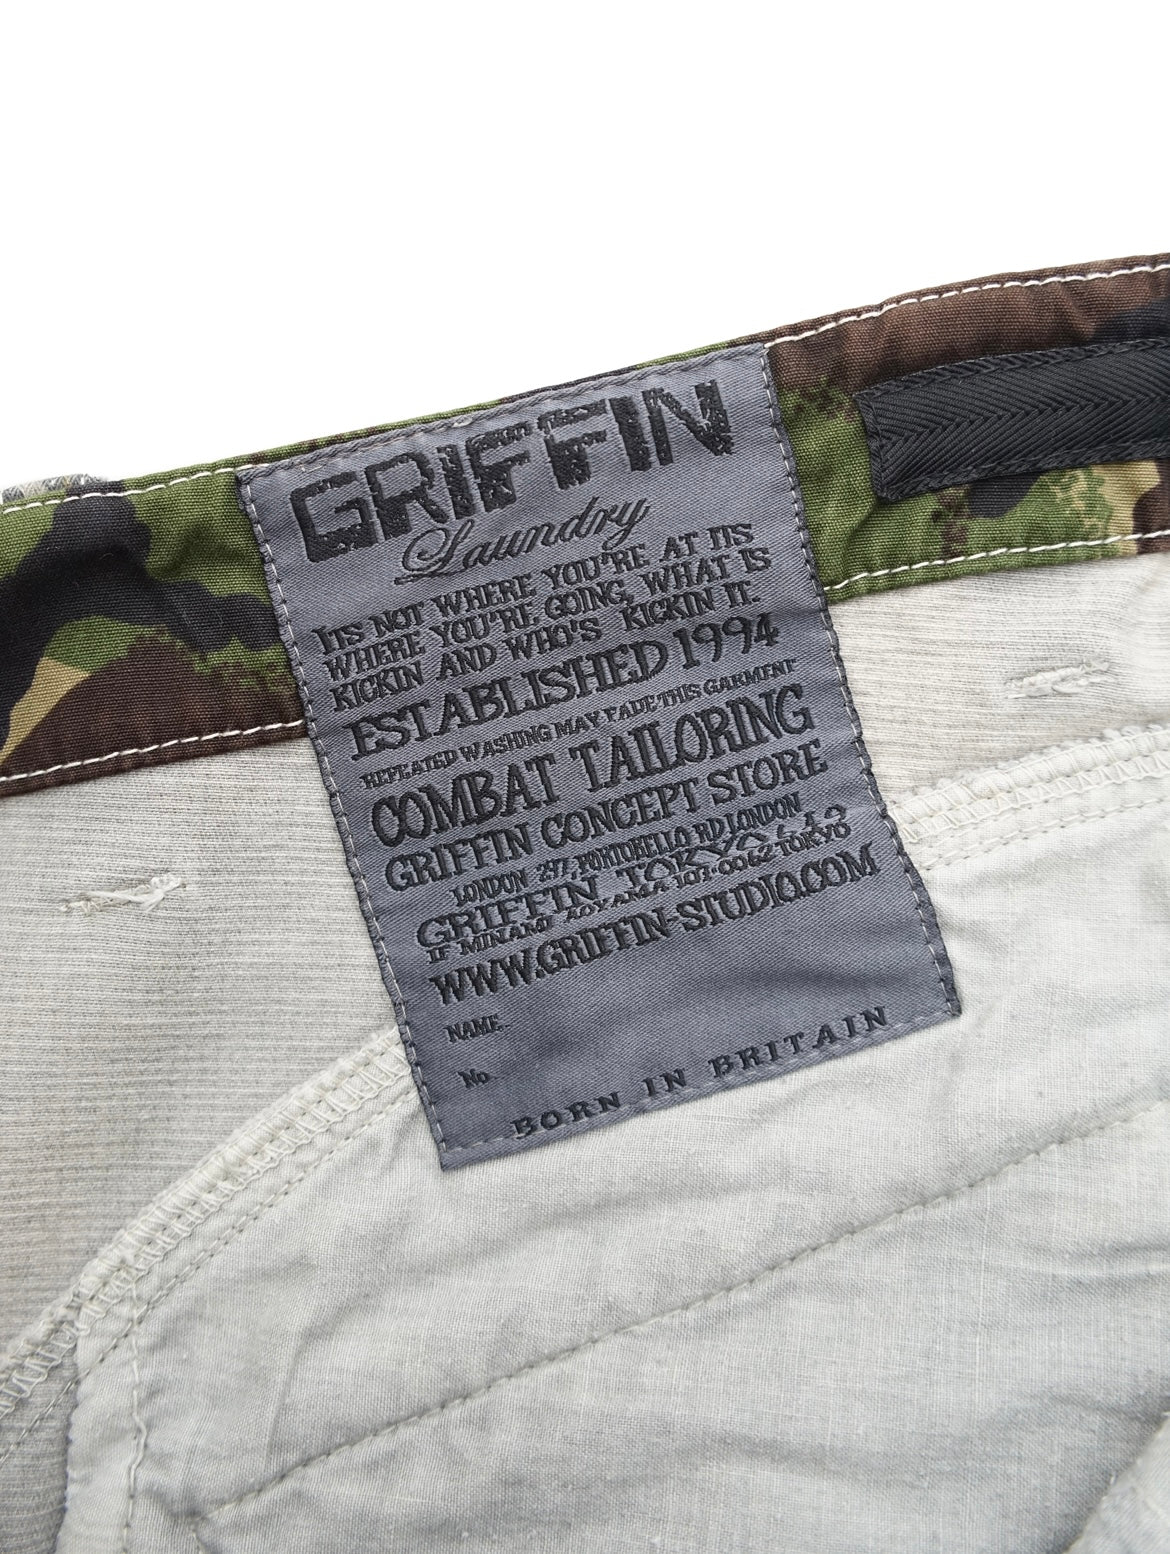 GRIFFIN
Laundry
ITS NOT WHERE YOU'RE AT ITS
WHERE YOU'RE GOING, WHAT IS
KICKIN AND WHO'S KICKIN IT.
ESTABLISHED 1994
REPEATED WASHING MAY FADE THIS GARMENT
COMBAT TAILORING
GRIFFIN CONCEPT STORE
LONDON 297, PORTOBELLO RD LONDON
GRIFFIN TOKYO
1F MINAMI AOYAMA 107-0062 TOKYO
WWW.GRIFFIN-STUDIO.COM
NAME
No
BORN IN BRITAIN